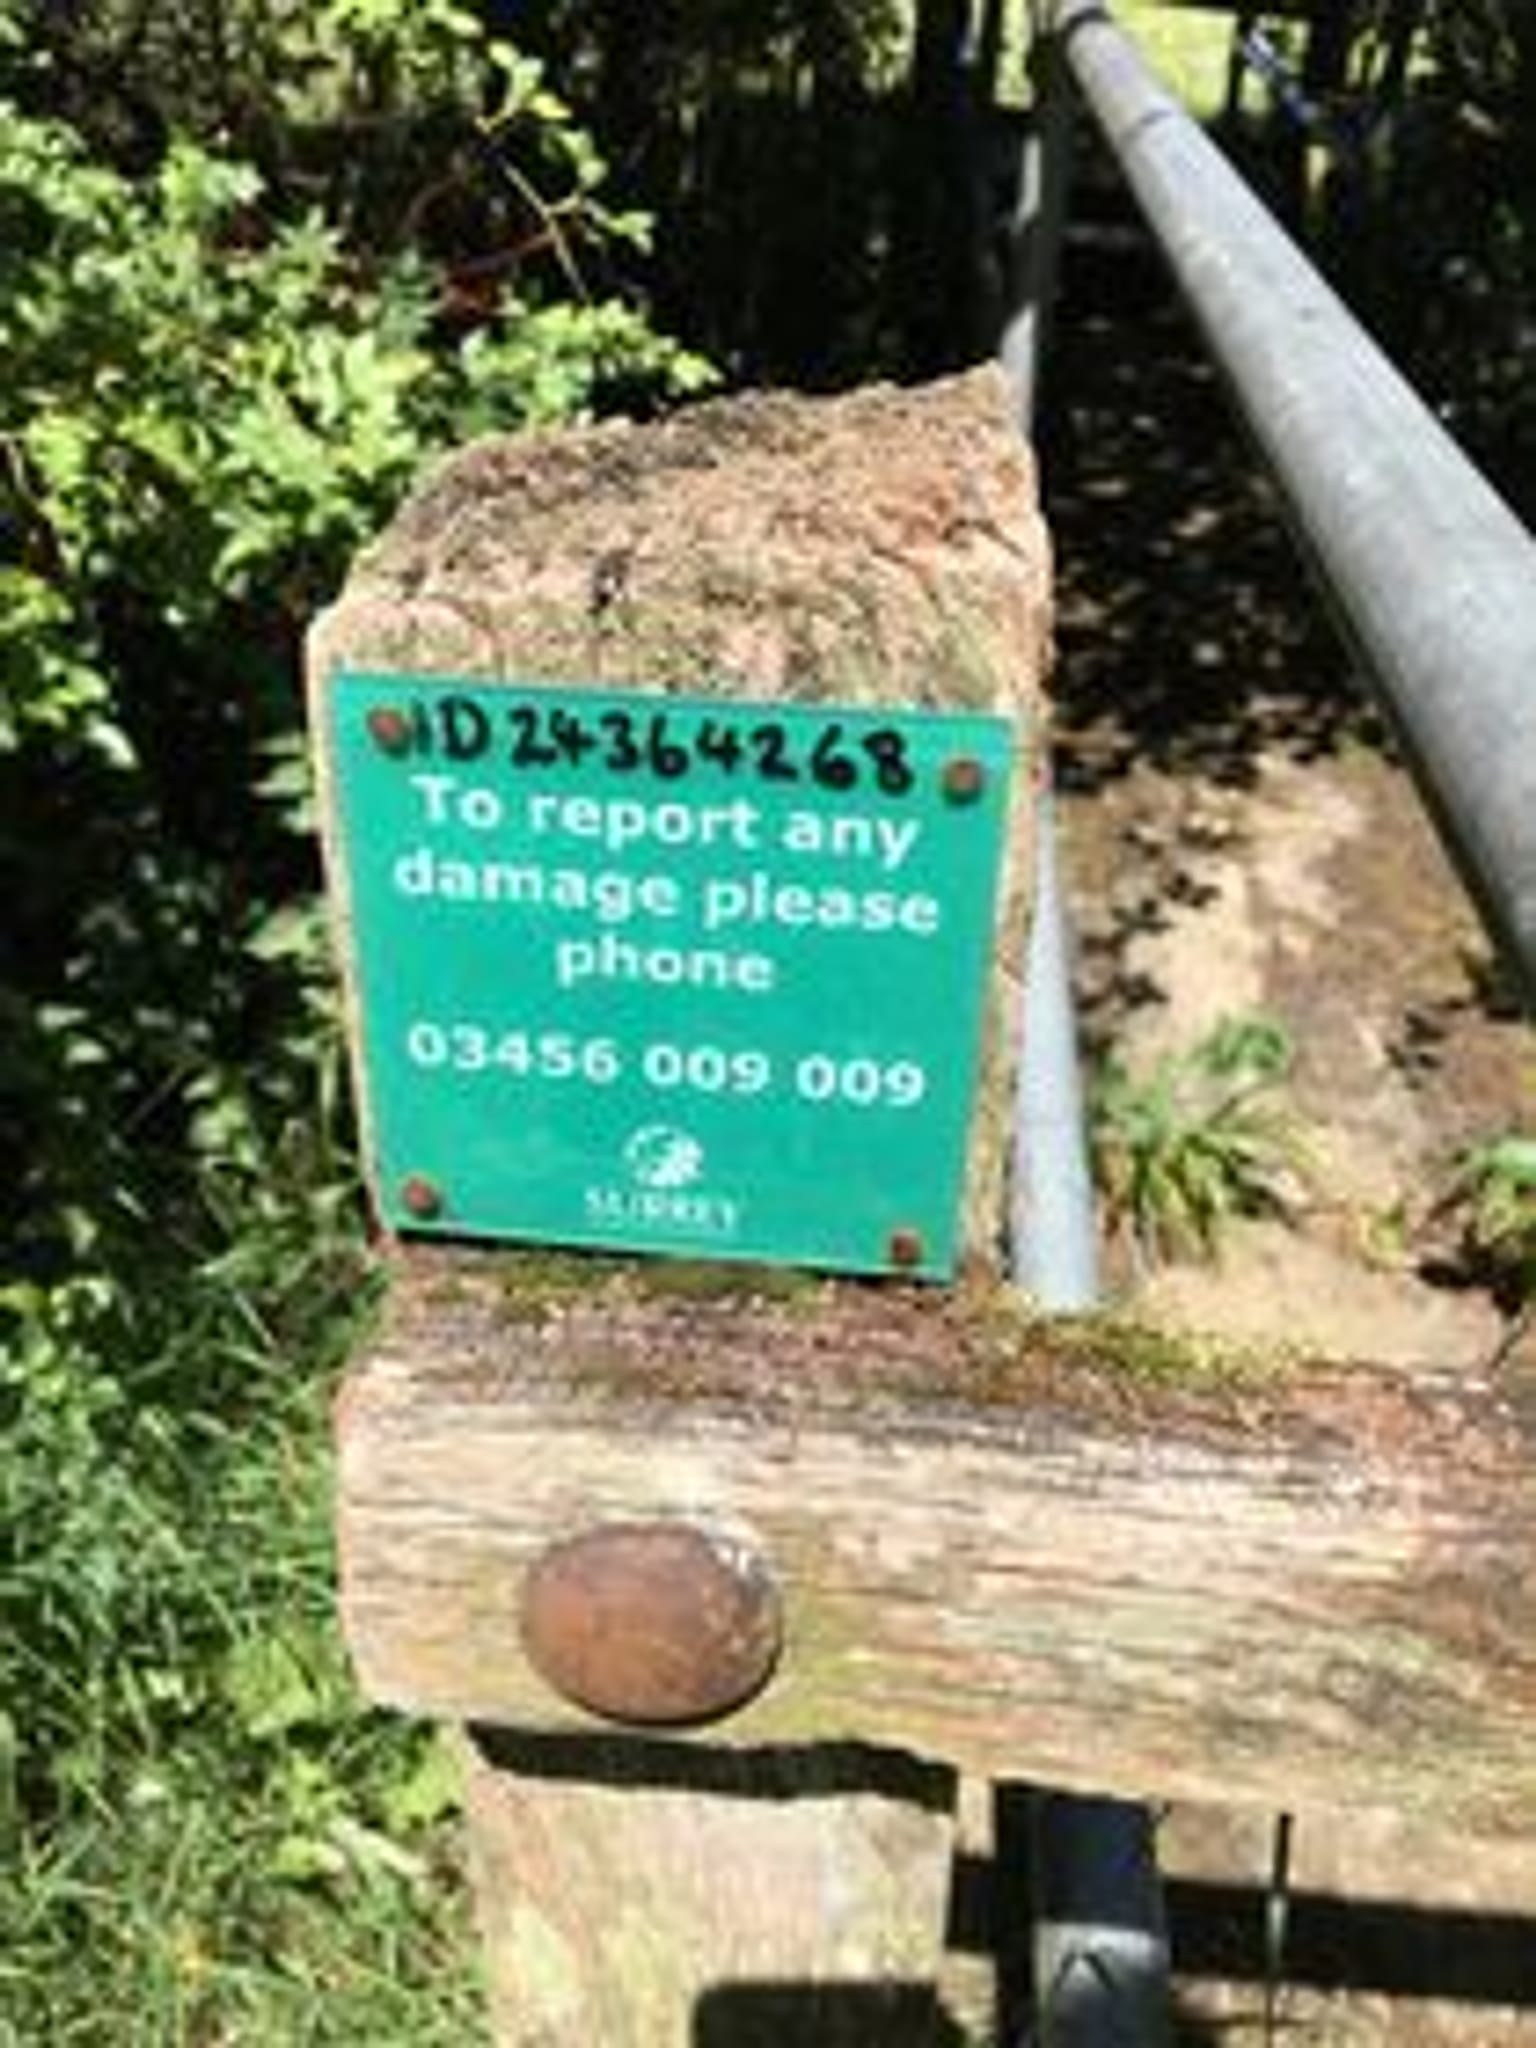 ID 24364268
To report any
damage please
phone
03456 009 009
SURREY